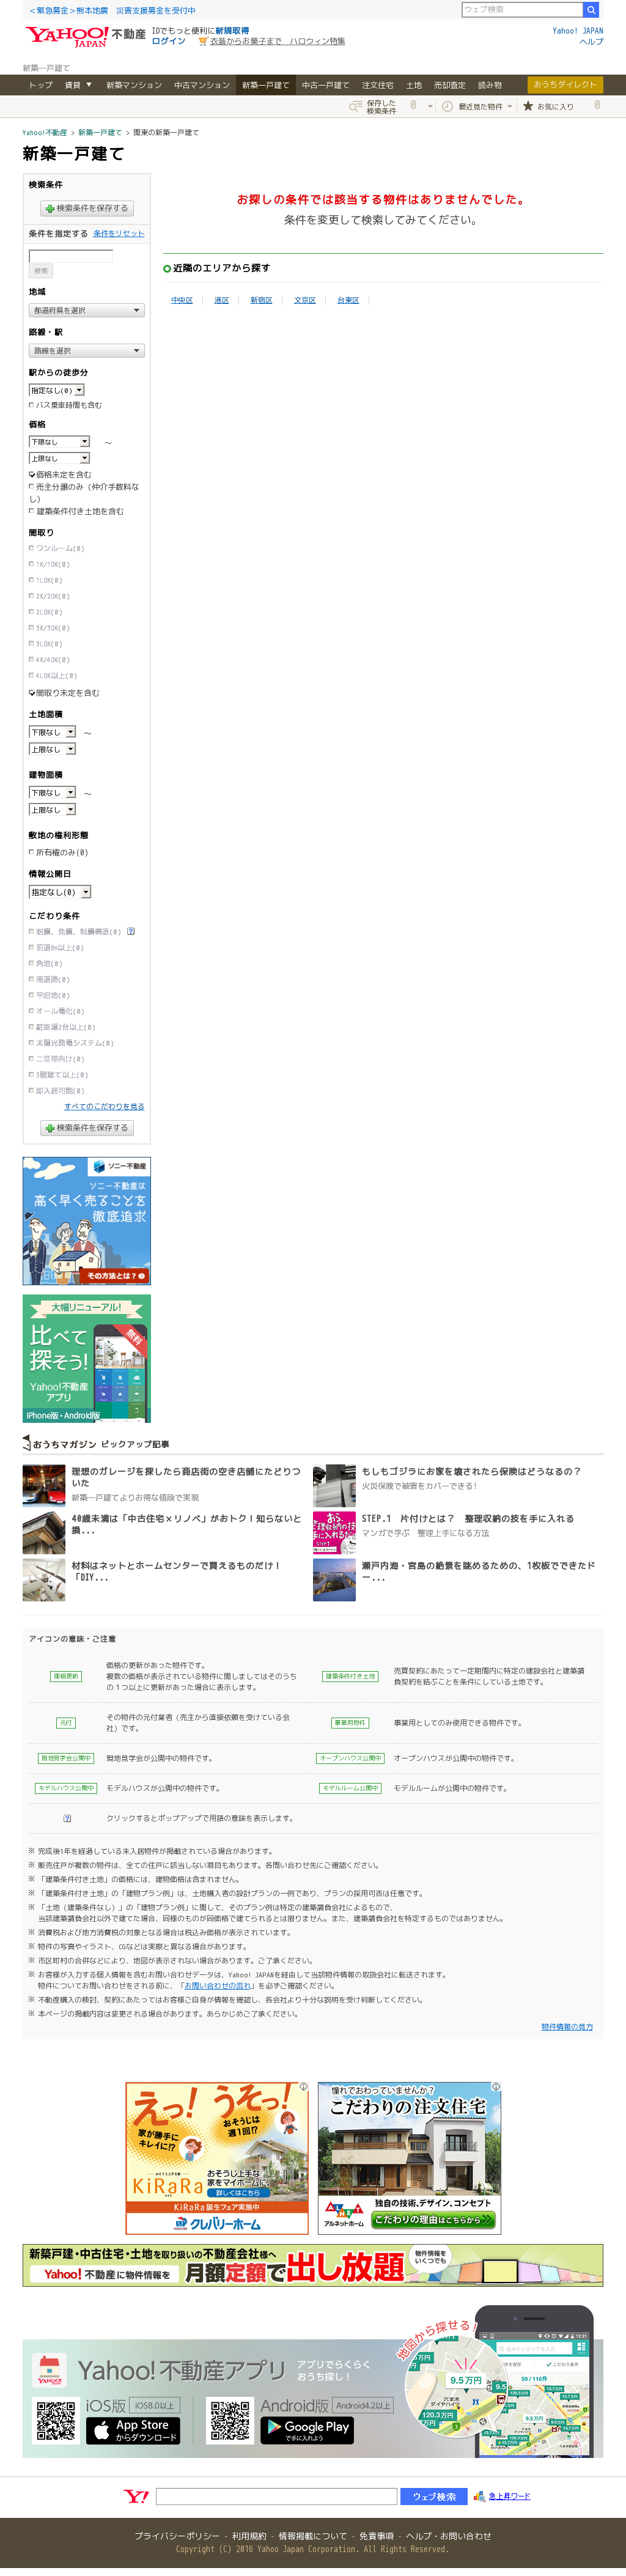 <緊急募金>熊本地震　災害支援募金を受付中
ウェブ検索
YAHOO! JAPAN 不動産
IDでもっと便利に新規取得
ログイン
衣装からお菓子まで　ハロウィン特集
Yahoo! JAPAN
ヘルプ
新築一戸建て
トップ 賃貸 ▼ 新築マンション 中古マンション 新築一戸建て 中古一戸建て 注文住宅 土地 売却査定 読み物 おうちダイレクト
保存した検索条件 0 最近見た物件 お気に入り 0
Yahoo!不動産 > 新築一戸建て > 関東の新築一戸建て
新築一戸建て
検索条件
検索条件を保存する
条件を指定する 条件をリセット
検索
地域
都道府県を選択
路線・駅
路線を選択
駅からの徒歩分
指定なし(0)
バス乗車時間も含む
価格
下限なし ～
上限なし
価格未定を含む
売主分譲のみ（仲介手数料なし）
建築条件付き土地を含む
間取り
ワンルーム(0)
1K/1DK(0)
1LDK(0)
2K/2DK(0)
2LDK(0)
3K/3DK(0)
3LDK(0)
4K/4DK(0)
4LDK以上(0)
間取り未定を含む
土地面積
下限なし ～
上限なし
建物面積
下限なし ～
上限なし
敷地の権利形態
所有権のみ(0)
情報公開日
指定なし(0)
こだわり条件
耐震、免震、制震構造(0)
前道6m以上(0)
角地(0)
南道路(0)
平坦地(0)
オール電化(0)
駐車場2台以上(0)
太陽光発電システム(0)
二世帯向け(0)
3階建て以上(0)
即入居可能(0)
すべてのこだわりを見る
検索条件を保存する
お探しの条件では該当する物件はありませんでした。
条件を変更して検索してみてください。
近隣のエリアから探す
中央区 港区 新宿区 文京区 台東区
ソニー不動産
ソニー不動産は
高く早く売ることを
徹底追求
その方法とは？
大幅リニューアル!
比べて
探そう!
無料
Yahoo!不動産
アプリ
iPhone版・Android版
おうちマガジン ピックアップ記事
理想のガレージを探したら商店街の空き店舗にたどりついた
新築一戸建てよりお得な値段で実現
もしもゴジラにお家を壊されたら保険はどうなるの？
火災保険で被害をカバーできる!
40歳未満は「中古住宅×リノベ」がおトク！知らないと損...
STEP.1　片付けとは？　整理収納の技を手に入れる
マンガで学ぶ　整理上手になる方法
材料はネットとホームセンターで買えるものだけ！「DIY...
瀬戸内海・宮島の絶景を眺めるための、1枚板でできたドー...
アイコンの意味・ご注意
価格更新
価格の更新があった物件です。
複数の価格が表示されている物件に関しましてはそのうちの１つ以上に更新があった場合に表示します。
建築条件付き土地
売買契約にあたって一定期間内に特定の建設会社と建築請負契約を結ぶことを条件にしている土地です。
元付
その物件の元付業者（売主から直接依頼を受けている会社）です。
事業用物件
事業用としてのみ使用できる物件です。
現地見学会公開中
現地見学会が公開中の物件です。
オープンハウス公開中
オープンハウスが公開中の物件です。
モデルハウス公開中
モデルハウスが公開中の物件です。
モデルルーム公開中
モデルルームが公開中の物件です。
クリックするとポップアップで用語の意味を表示します。
※ 完成後1年を経過している未入居物件が掲載されている場合があります。
※ 販売住戸が複数の物件は、全ての住戸に該当しない項目もあります。各問い合わせ先にご確認ください。
※ 「建築条件付き土地」の価格には、建物価格は含まれません。
※ 「建築条件付き土地」の「建物プラン例」は、土地購入者の設計プランの一例であり、プランの採用可否は任意です。
※ 「土地（建築条件なし）」の「建物プラン例」に関して、そのプラン例は特定の建築請負会社によるもので、
当該建築請負会社以外で建てた場合、同様のものが同価格で建てられるとは限りません。また、建築請負会社を特定するものではありません。
※ 消費税および地方消費税の対象となる場合は税込み価格が表示されています。
※ 物件の写真やイラスト、CGなどは実際と異なる場合があります。
※ 市区町村の合併などにより、地図が表示されない場合があります。ご了承ください。
※ お客様が入力する個人情報を含むお問い合わせデータは、Yahoo! JAPANを経由して当該物件情報の取扱会社に転送されます。
物件についてお問い合わせをされる前に、「お問い合わせの流れ」を必ずご確認ください。
※ 不動産購入の検討、契約にあたってはお客様ご自身が情報を確認し、各会社より十分な説明を受け判断してください。
※ 本ページの掲載内容は変更される場合があります。あらかじめご了承ください。
物件情報の見方
えっ！うそっ！
家が勝手にキレイに!?
おそうじは週1回!?
KiRaRa
おそうじ上手な家をマイホームに。
詳しくはこちら
KiRaRa誕生フェア実施中
クレバリーホーム
憧れでおわっていませんか？
こだわりの注文住宅
アルネットホーム
独自の技術、デザイン、コンセプト
こだわりの理由はこちらから
新築戸建・中古住宅・土地を取り扱いの不動産会社様へ
Yahoo!不動産に物件情報を 月額定額で出し放題
物件情報をいくつでも
地図から探せる！
Yahoo!不動産アプリ
アプリでらくらく
おうち探し！
iOS版 iOS8.0以上
App Store からダウンロード
Android版 Android4.2以上
Google Play で手に入れよう
9.5万円
Y! ウェブ検索 急上昇ワード
プライバシーポリシー - 利用規約 - 情報掲載について - 免責事項 - ヘルプ・お問い合わせ
Copyright (C) 2016 Yahoo Japan Corporation. All Rights Reserved.